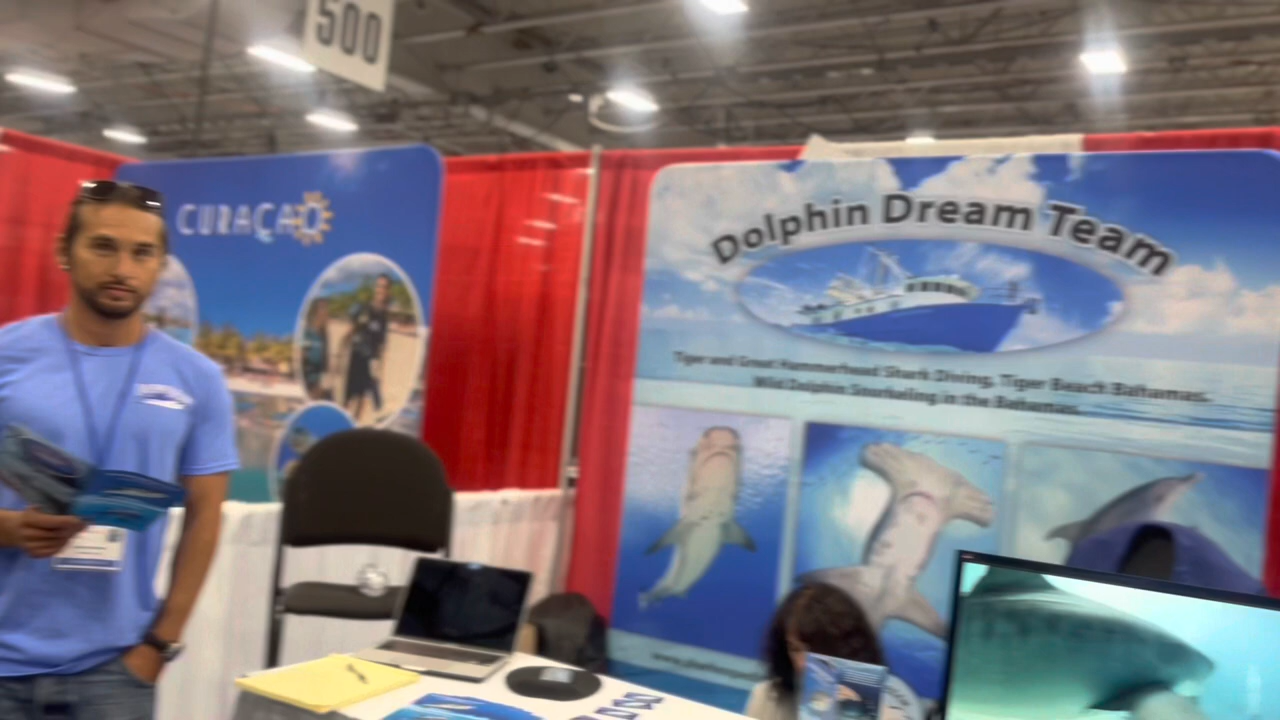 500
CURAÇAO
Dolphin Dream Team
Tiger and Great Hammerhead Shark Diving, Tiger Beach Bahamas.
Wild Dolphin Snorkeling in the Bahamas.